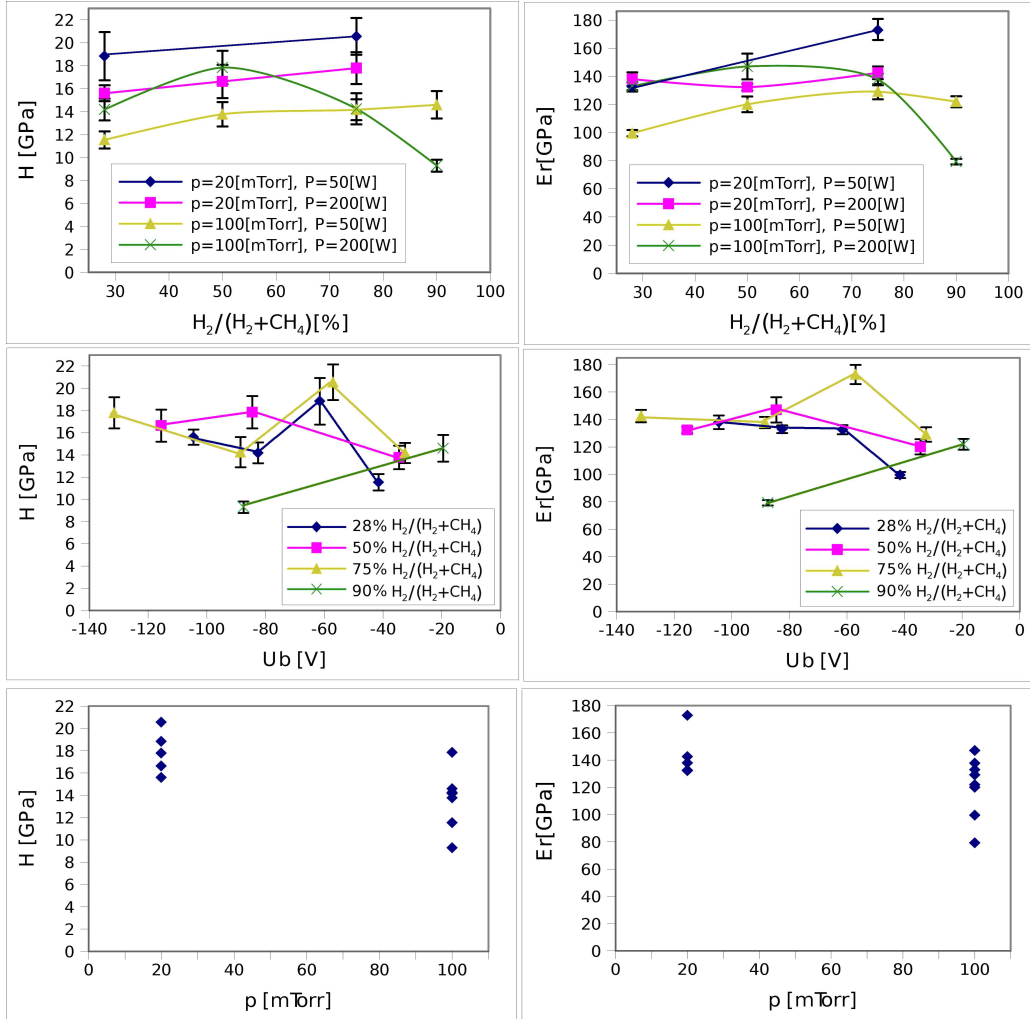 22
20
18
16
14
12
10
8
6
4
2
0
H [GPa]
p=20[mTorr], P=50[W]
p=20[mTorr], P=200[W]
p=100[mTorr], P=50[W]
p=100[mTorr], P=200[W]
30 40 50 60 70 80 90 100
H₂/(H₂+CH₄)[%]
180
160
140
120
100
80
60
40
20
0
Er[GPa]
p=20[mTorr], P=50[W]
p=20[mTorr], P=200[W]
p=100[mTorr], P=50[W]
p=100[mTorr], P=200[W]
30 40 50 60 70 80 90 100
H₂/(H₂+CH₄)[%]
22
20
18
16
14
12
10
8
6
4
2
0
H [GPa]
28% H₂/(H₂+CH₄)
50% H₂/(H₂+CH₄)
75% H₂/(H₂+CH₄)
90% H₂/(H₂+CH₄)
-140 -120 -100 -80 -60 -40 -20 0
Ub [V]
180
160
140
120
100
80
60
40
20
0
Er[GPa]
28% H₂/(H₂+CH₄)
50% H₂/(H₂+CH₄)
75% H₂/(H₂+CH₄)
90% H₂/(H₂+CH₄)
-140 -120 -100 -80 -60 -40 -20 0
Ub [V]
22
20
18
16
14
12
10
8
6
4
2
0
H [GPa]
0 20 40 60 80 100
p [mTorr]
180
160
140
120
100
80
60
40
20
0
Er[GPa]
0 20 40 60 80 100
p [mTorr]